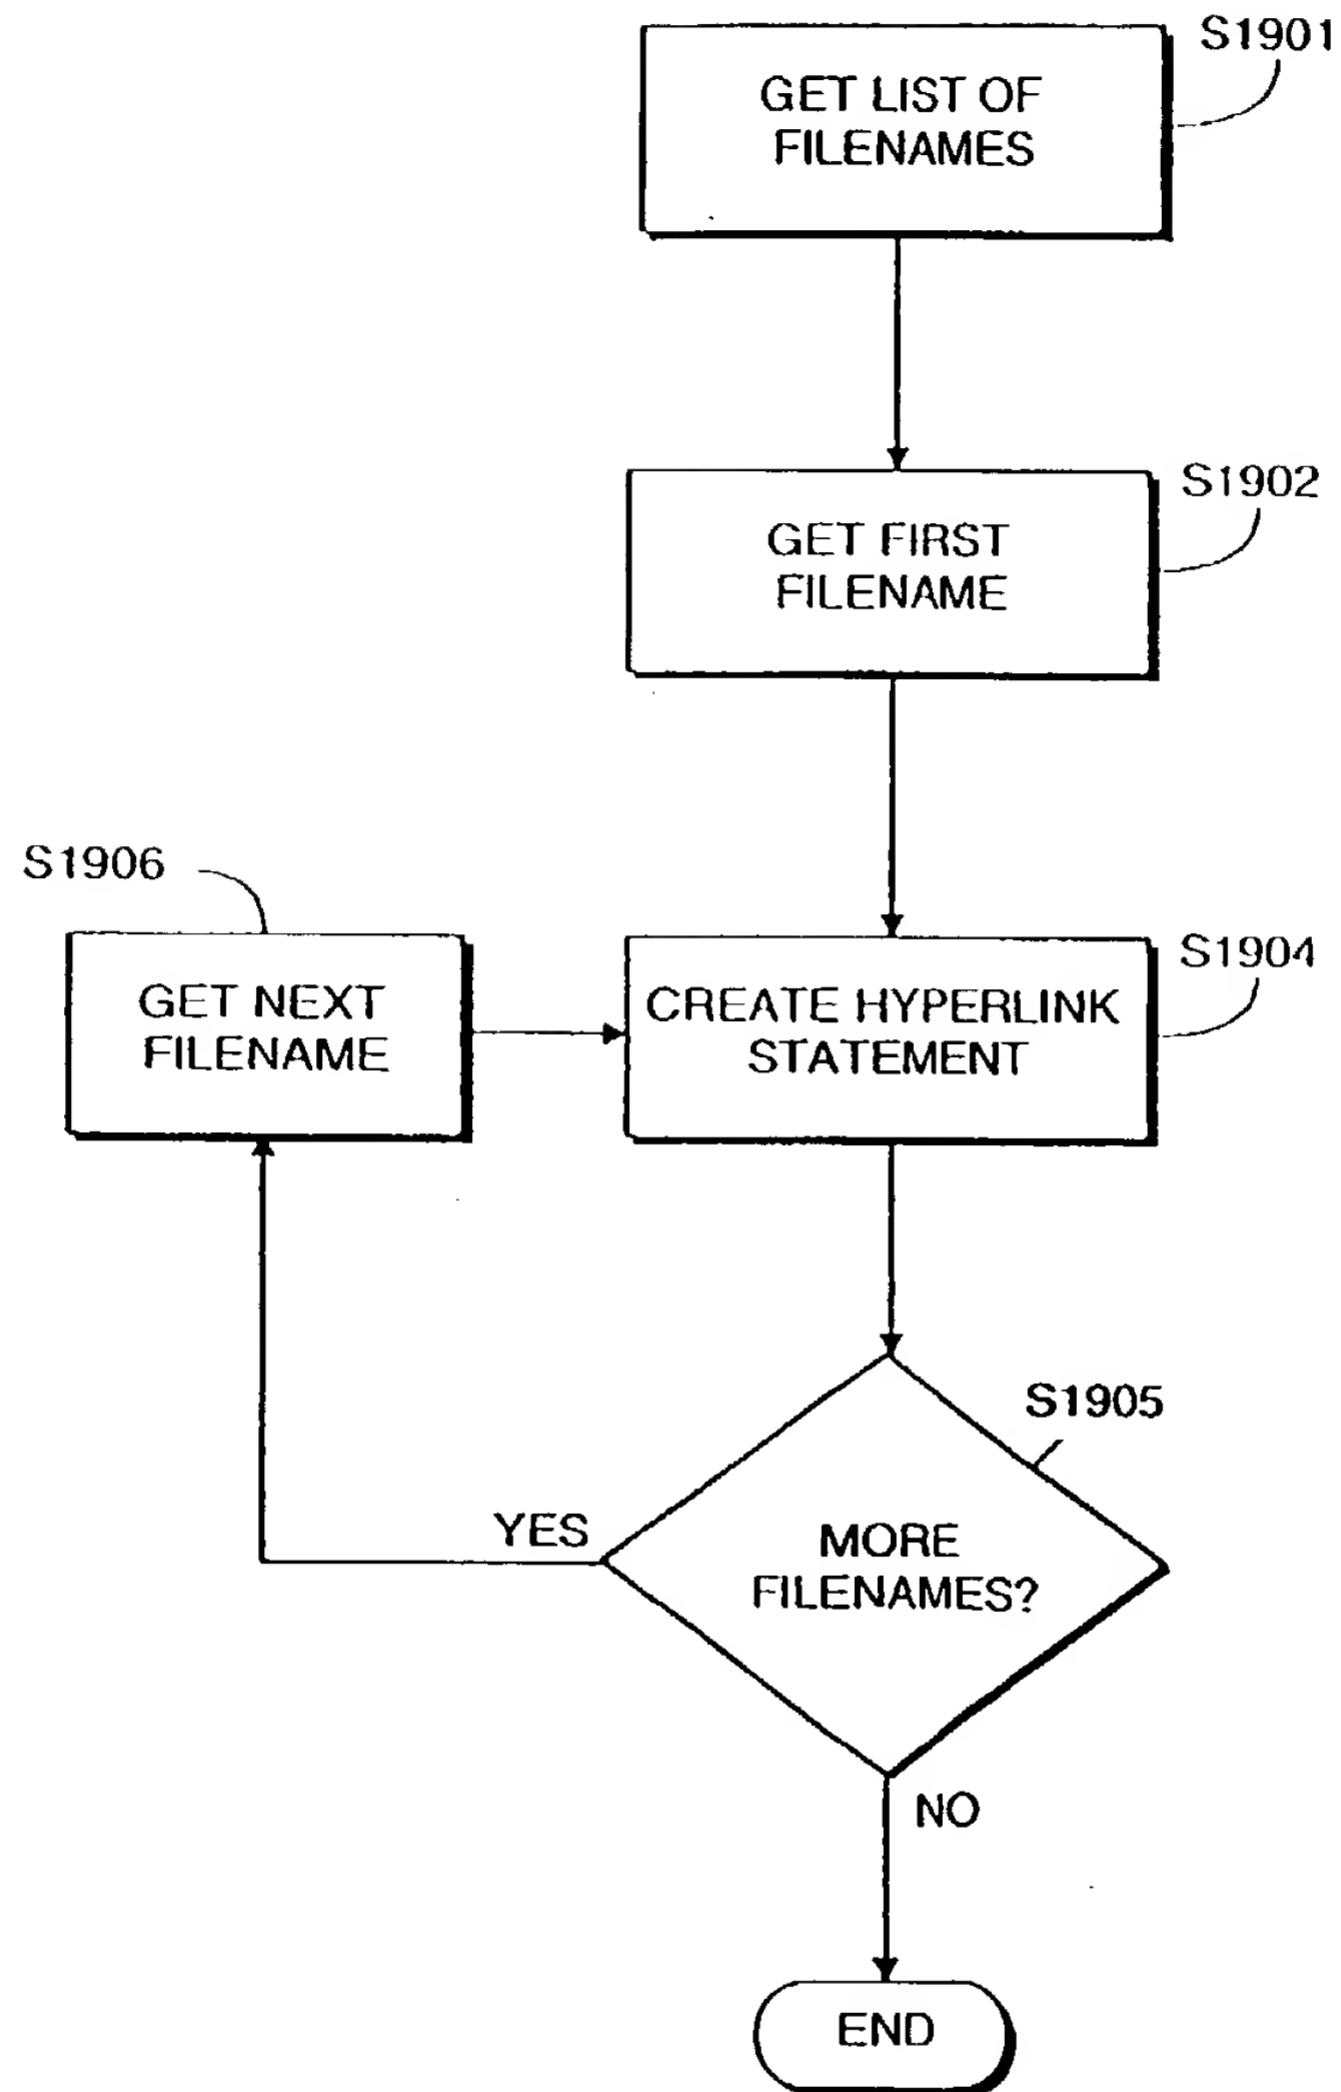 S1901
GET LIST OF
FILENAMES
S1902
GET FIRST
FILENAME
S1906
GET NEXT
FILENAME
S1904
CREATE HYPERLINK
STATEMENT
S1905
MORE
FILENAMES?
YES
NO
END